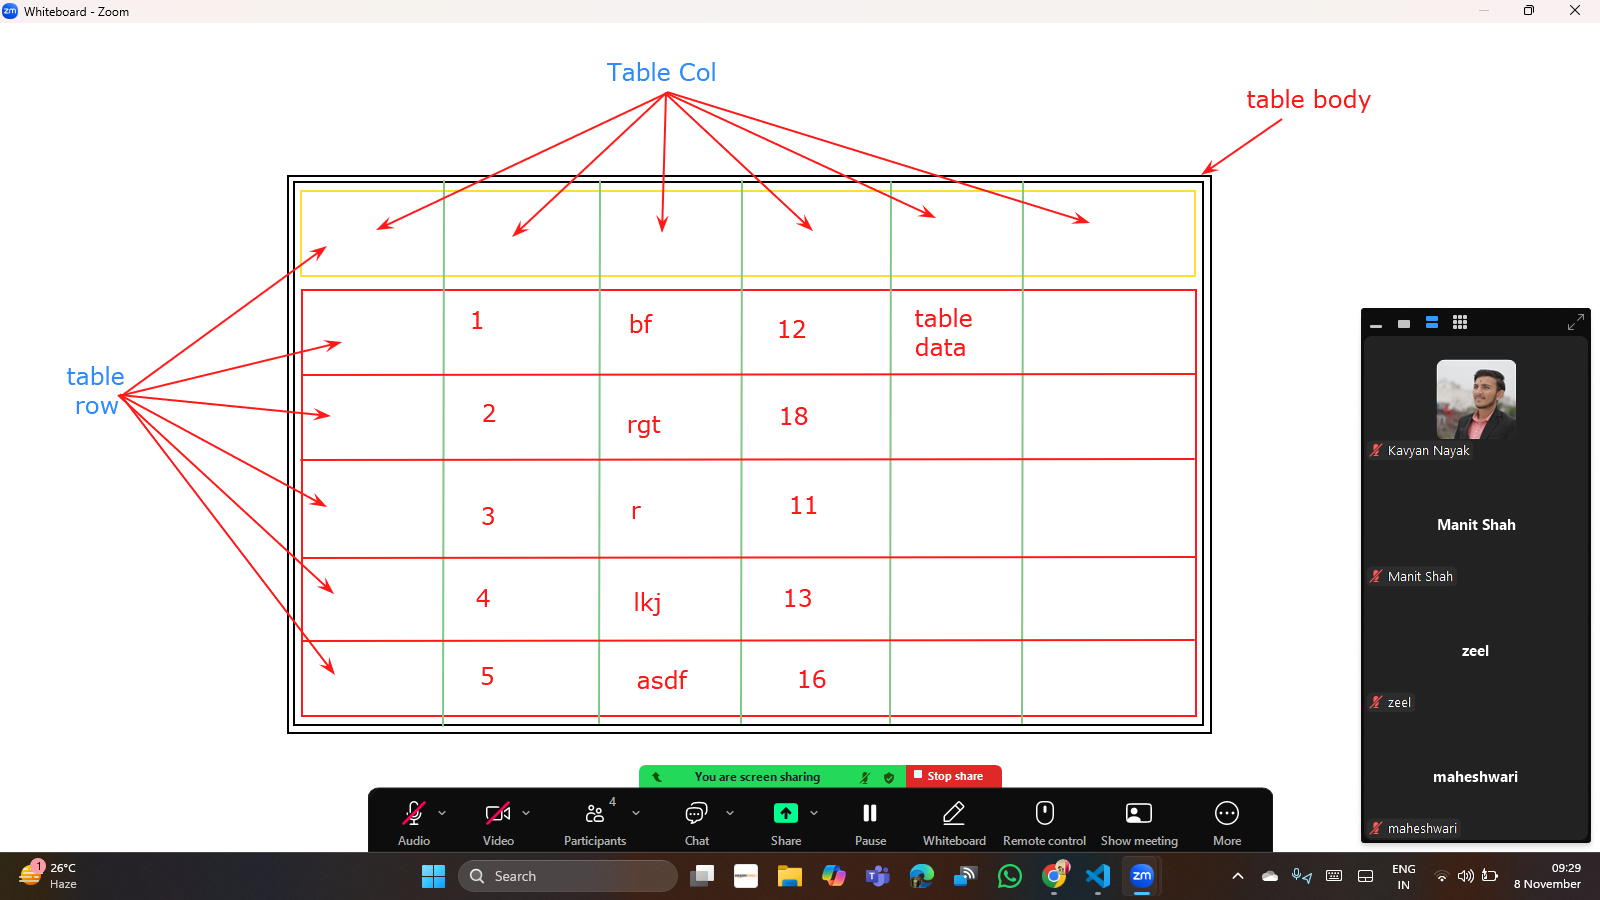 Whiteboard - Zoom
Table Col
table body
1 bf 12 table
data
table
row
2 rgt 18
3 r 11
4 lkj 13
5 asdf 16
Kavyan Nayak
Manit Shah
Manit Shah
zeel
zeel
maheshwari
maheshwari
You are screen sharing Stop share
4
Audio Video Participants Chat Share Pause Whiteboard Remote control Show meeting More
1
26°C
Haze
Search
zm
ENG
IN
09:29
8 November